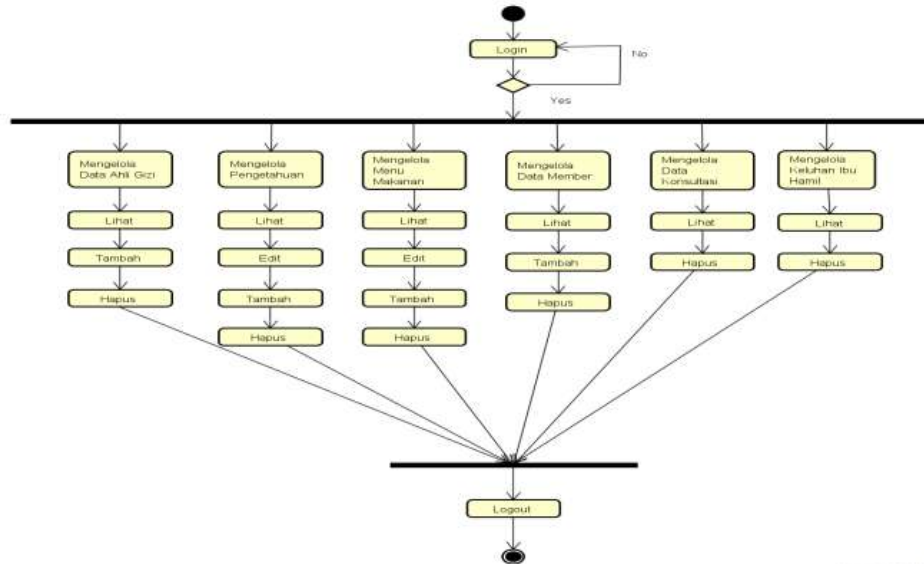 Login
No
Yes
Mengelola
Data Ahli Gizi
Lihat
Tambah
Hapus
Mengelola
Pengetahuan
Lihat
Edit
Tambah
Hapus
Mengelola
Menu
Makanan
Lihat
Edit
Tambah
Hapus
Mengelola
Data Member
Lihat
Tambah
Hapus
Mengelola
Data
Konsultasi
Lihat
Hapus
Mengelola
Keluhan Ibu
Hamil
Lihat
Hapus
Logout